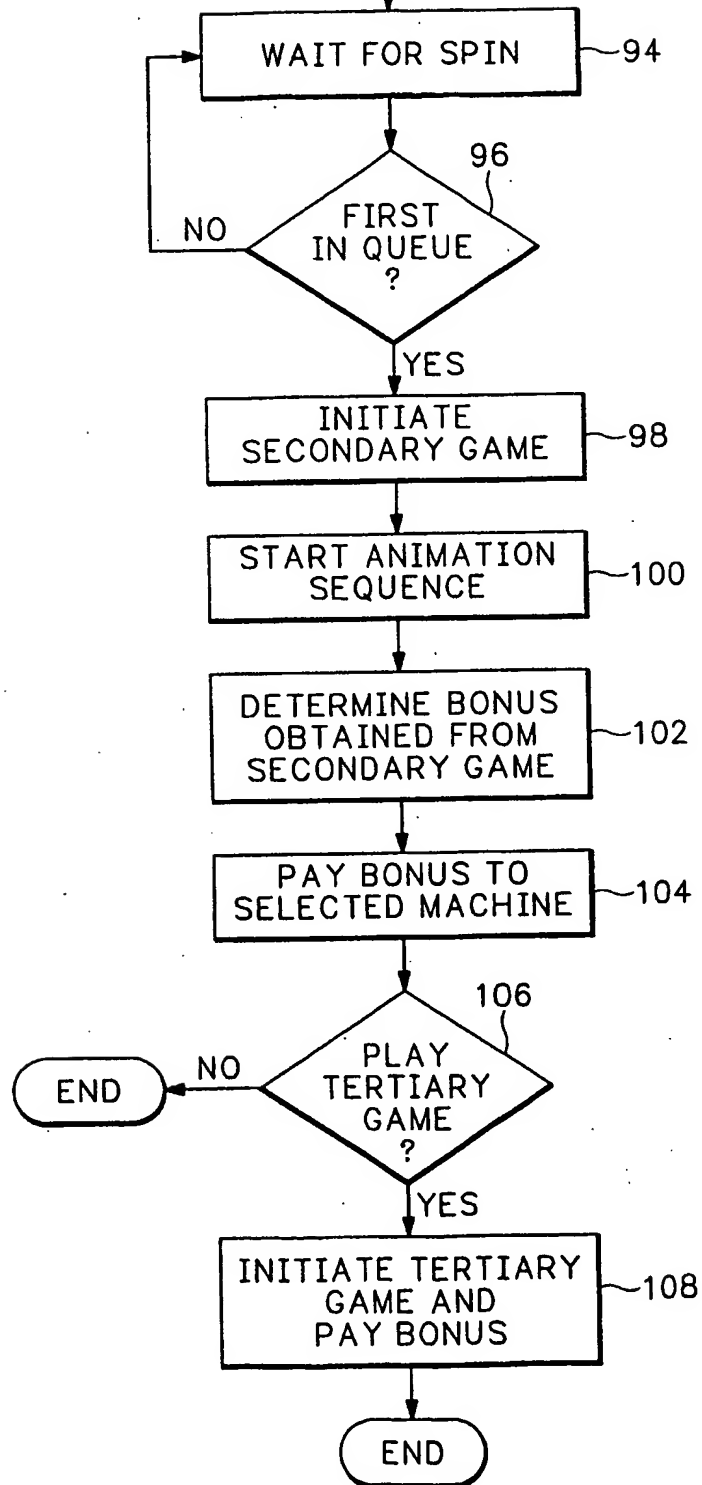 WAIT FOR SPIN
94
96
FIRST
IN QUEUE
?
NO
YES
INITIATE
SECONDARY GAME
98
START ANIMATION
SEQUENCE
100
DETERMINE BONUS
OBTAINED FROM
SECONDARY GAME
102
PAY BONUS TO
SELECTED MACHINE
104
106
PLAY
TERTIARY
GAME
?
NO
END
YES
INITIATE TERTIARY
GAME AND
PAY BONUS
108
END